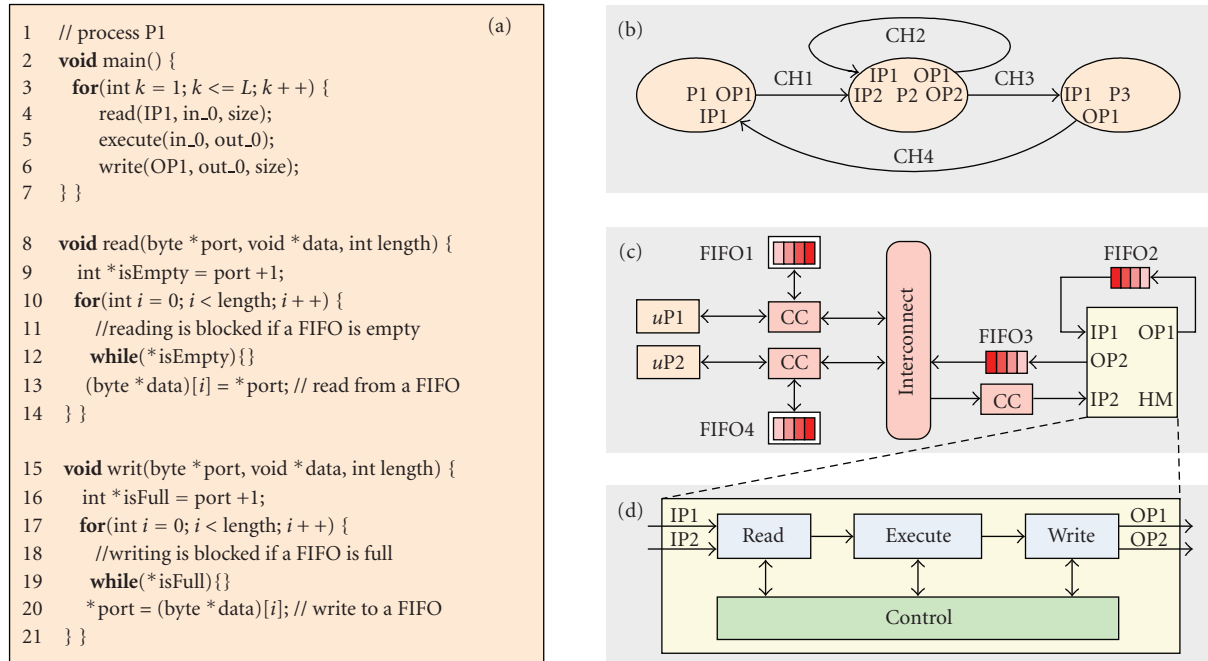 (a)
1 // process P1
2 void main() {
3 for(int k = 1; k <= L; k ++) {
4 read(IP1, in_0, size);
5 execute(in_0, out_0);
6 write(OP1, out_0, size);
7 } }
8 void read(byte *port, void *data, int length) {
9 int *isEmpty = port +1;
10 for(int i = 0; i < length; i ++) {
11 //reading is blocked if a FIFO is empty
12 while(*isEmpty){}
13 (byte *data)[i] = *port; // read from a FIFO
14 } }
15 void writ(byte *port, void *data, int length) {
16 int *isFull = port +1;
17 for(int i = 0; i < length; i ++) {
18 //writing is blocked if a FIFO is full
19 while(*isFull){}
20 *port = (byte *data)[i]; // write to a FIFO
21 } }
(b)
CH2
CH1
CH3
IP1 OP1
P1 OP1
IP2 P2 OP2
IP1 P3
IP1
OP1
CH4
(c)
FIFO1
FIFO2
uP1
CC
IP1 OP1
Interconnect
FIFO3
uP2
CC
OP2
CC
IP2 HM
FIFO4
(d)
IP1
OP1
IP2
OP2
Read
Execute
Write
Control